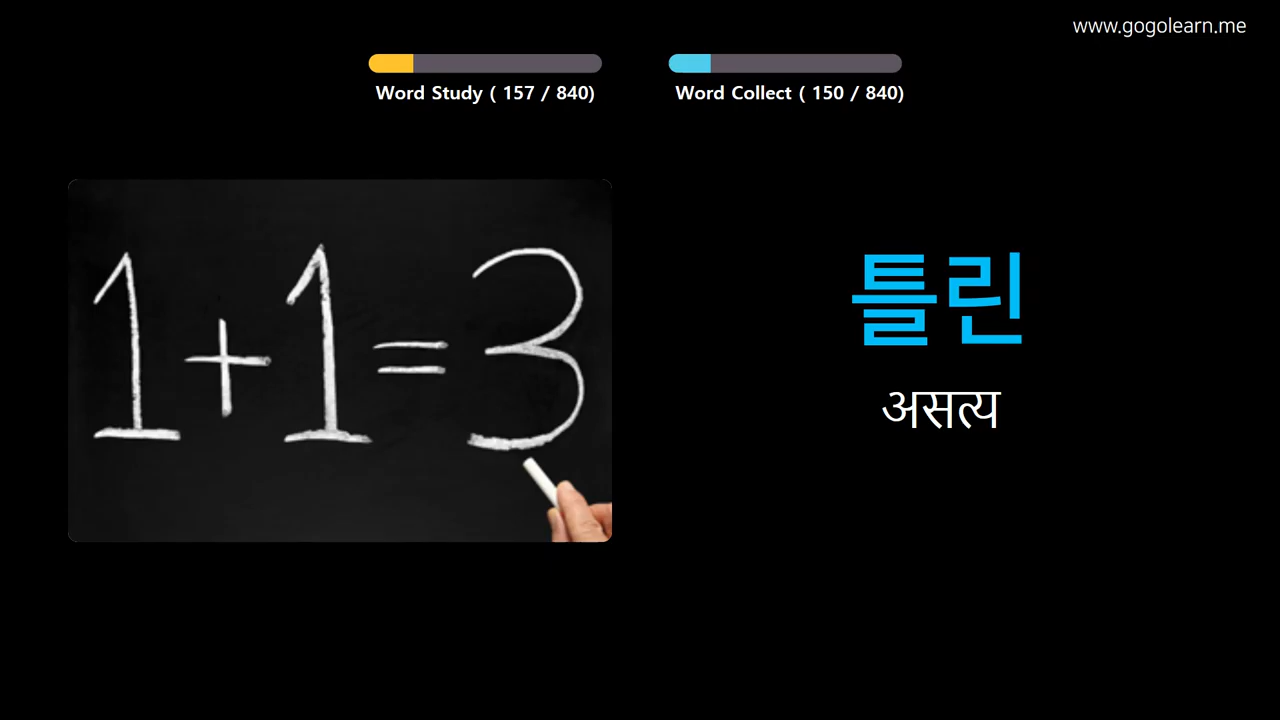 www.gogolearn.me
Word Study ( 157 / 840)
Word Collect ( 150 / 840)
1+1=3
틀린
असत्य